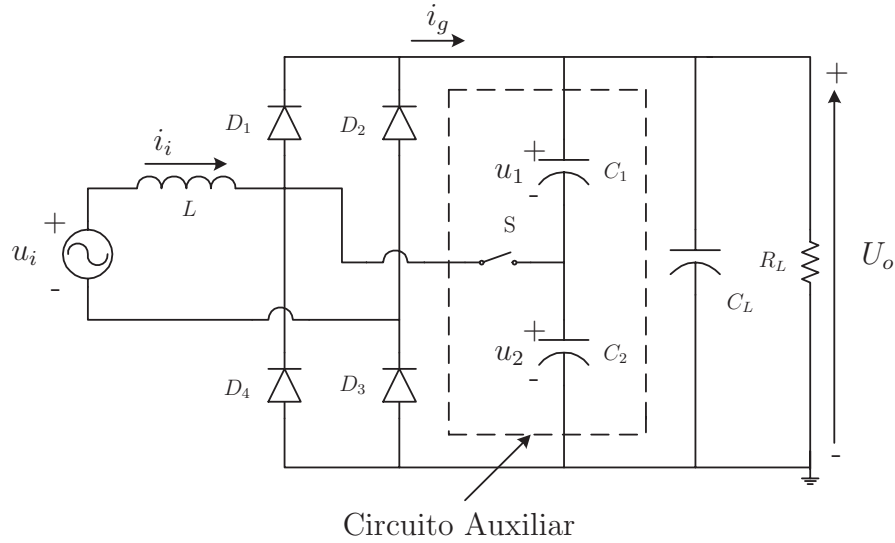 i_g
+
D_1
D_2
i_i
u_1
+
-
C_1
L
S
+
u_i
-
R_L
U_o
C_L
+
u_2
-
C_2
D_4
D_3
-
Circuito Auxiliar